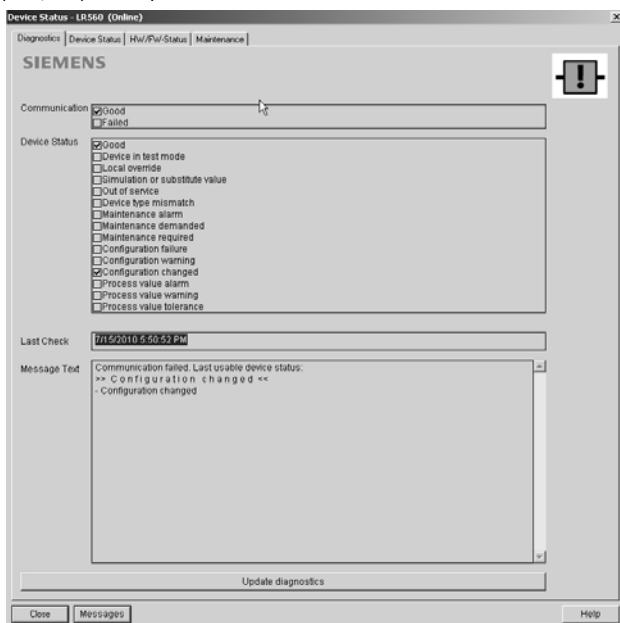 Device Status - LR560 (Online)
Diagnostics Device Status HW/FW-Status Maintenance
SIEMENS
Communication Good
Failed
Device Status Good
Device in test mode
Local override
Simulation or substitute value
Out of service
Device type mismatch
Maintenance alarm
Maintenance demanded
Maintenance required
Configuration failure
Configuration warning
Configuration changed
Process value alarm
Process value warning
Process value tolerance
Last Check 7/15/2010 5:50:52 PM
Message Text Communication failed. Last usable device status:
>> C o n f i g u r a t i o n  c h a n g e d <<
- Configuration changed
Update diagnostics
Close Messages Help